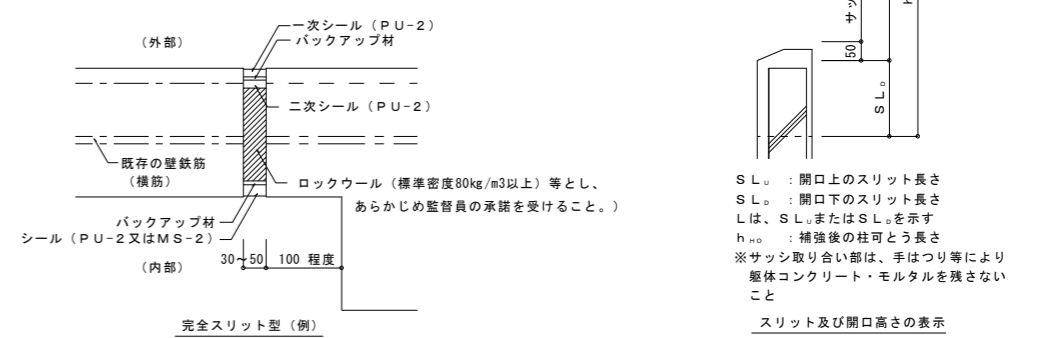 一次シール（PU-2）
バックアップ材
（外部）
二次シール（PU-2）
既存の壁鉄筋
（横筋）
ロックウール（標準密度80kg/m3以上）等とし、
あらかじめ監督員の承諾を受けること。）
バックアップ材
シール（PU-2又はMS-2）
（内部）
30～50
100 程度
完全スリット型（例）
サッ
50
SLD
SLU ：開口上のスリット長さ
SLD ：開口下のスリット長さ
Lは、SLUまたはSLDを示す
hHO ：補強後の柱可とう長さ
※サッシ取り合い部は、手はつり等により
躯体コンクリート・モルタルを残さない
こと
スリット及び開口高さの表示